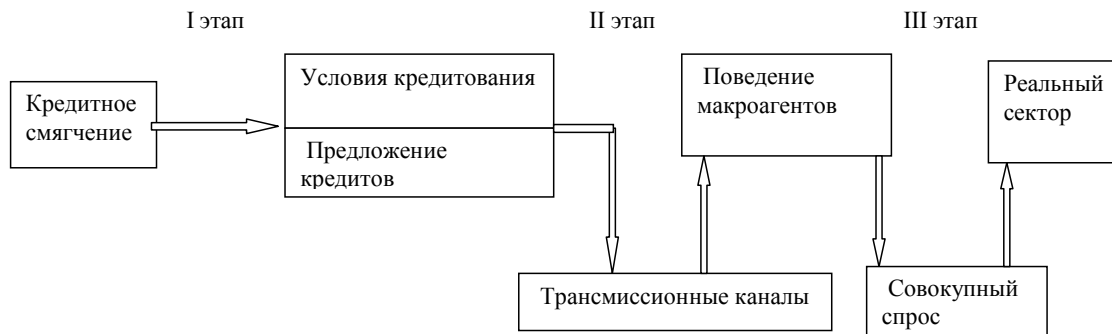 I этап
II этап
III этап
Кредитное
смягчение
Условия кредитования
Предложение
кредитов
Трансмиссионные каналы
Поведение
макроагентов
Совокупный
спрос
Реальный
сектор